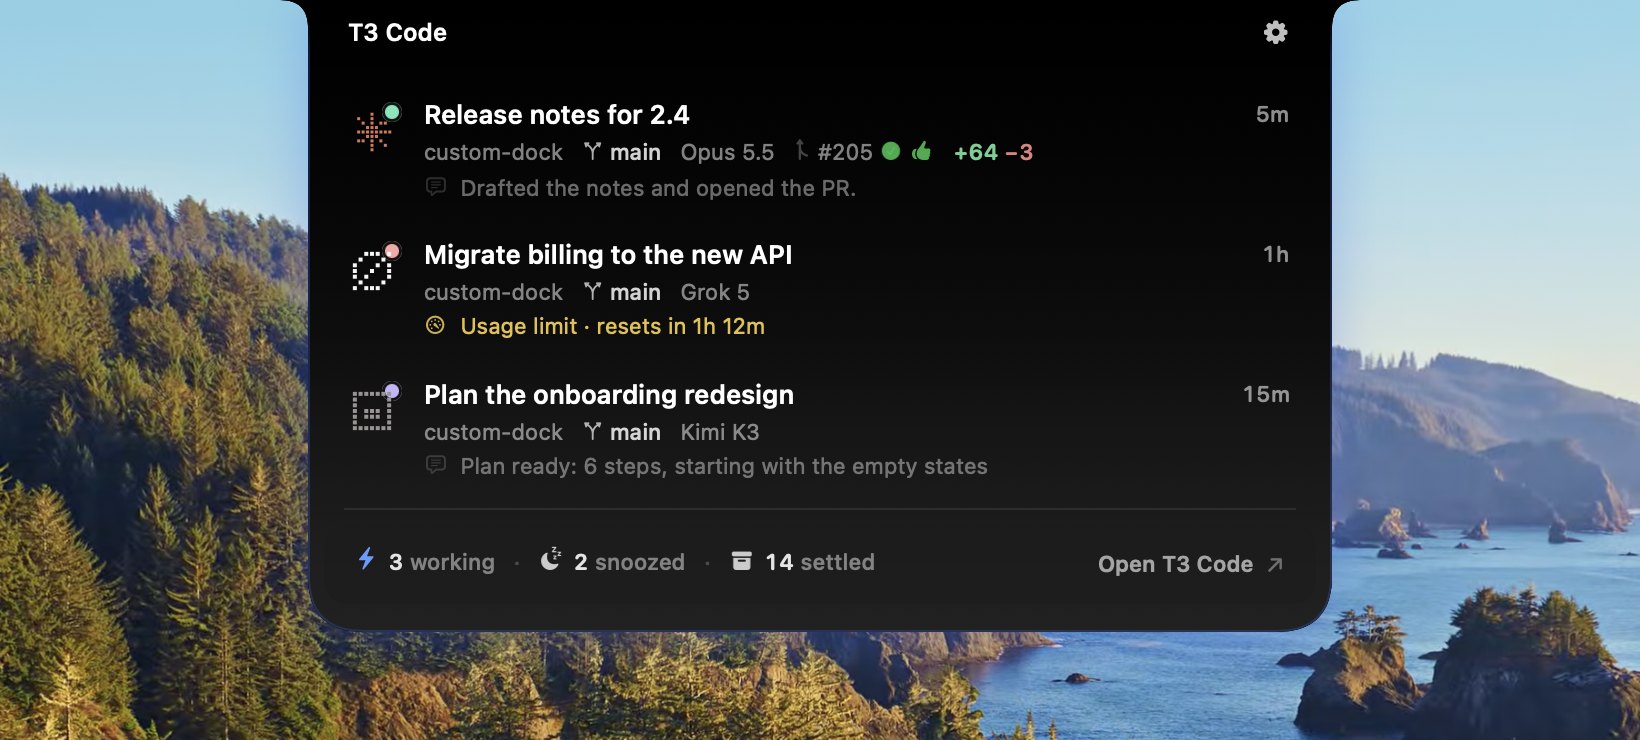 T3 Code
Release notes for 2.4
5m
custom-dock main Opus 5.5 #205 +64 −3
Drafted the notes and opened the PR.
Migrate billing to the new API
1h
custom-dock main Grok 5
Usage limit · resets in 1h 12m
Plan the onboarding redesign
15m
custom-dock main Kimi K3
Plan ready: 6 steps, starting with the empty states
3 working · 2 snoozed · 14 settled
Open T3 Code ↗